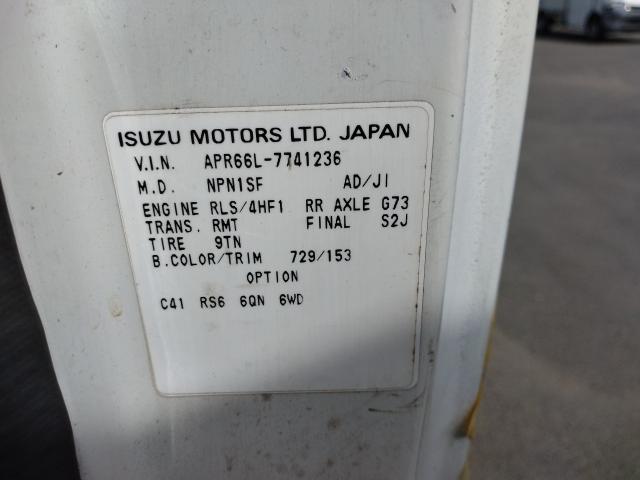 ISUZU MOTORS LTD. JAPAN
V.I.N. APR66L-7741236
M.D. NPN1SF AD/JI
ENGINE RLS/4HF1 RR AXLE G73
TRANS. RMT FINAL S2J
TIRE 9TN
B.COLOR/TRIM 729/153
OPTION
C41 RS6 6QN 6WD